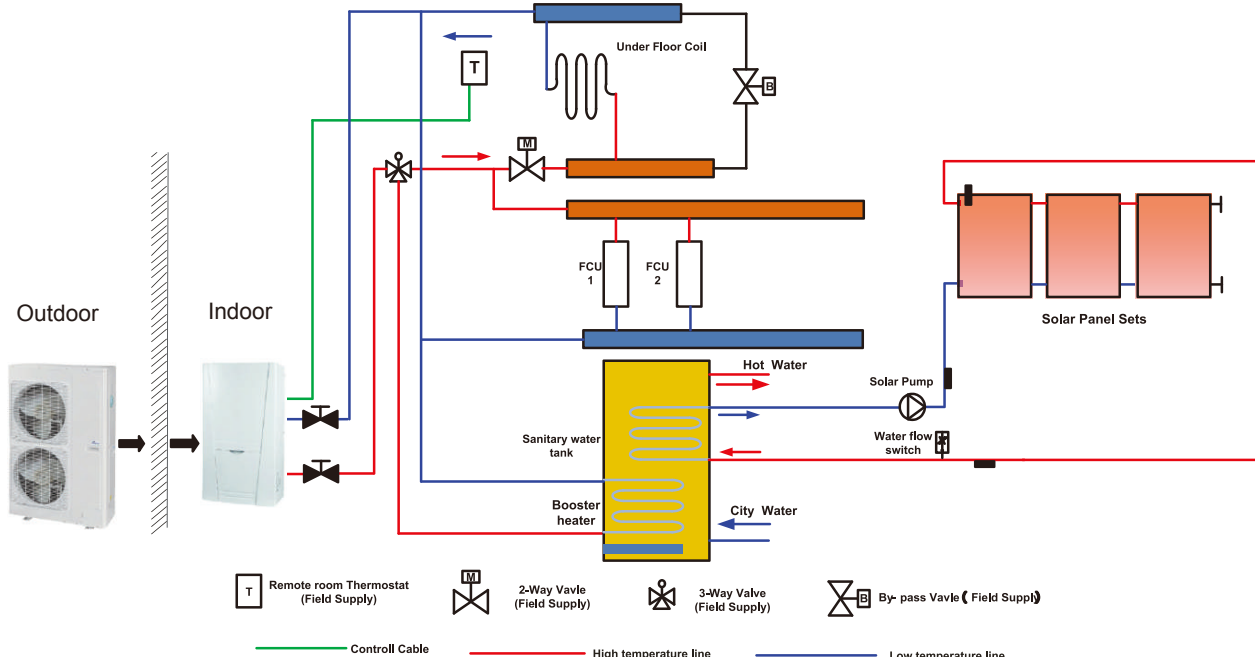 Under Floor Coil
T
B
M
Outdoor
Indoor
FCU
1
FCU
2
Solar Panel Sets
Hot Water
Solar Pump
Sanitary water
tank
Water flow
switch
Booster
heater
City Water
T
Remote room Thermostat
(Field Supply)
M
2-Way Vavle
(Field Supply)
3-Way Valve
(Field Supply)
B
By- pass Vavle ( Field Supply)
Controll Cable
High temperature line
Low temperature line